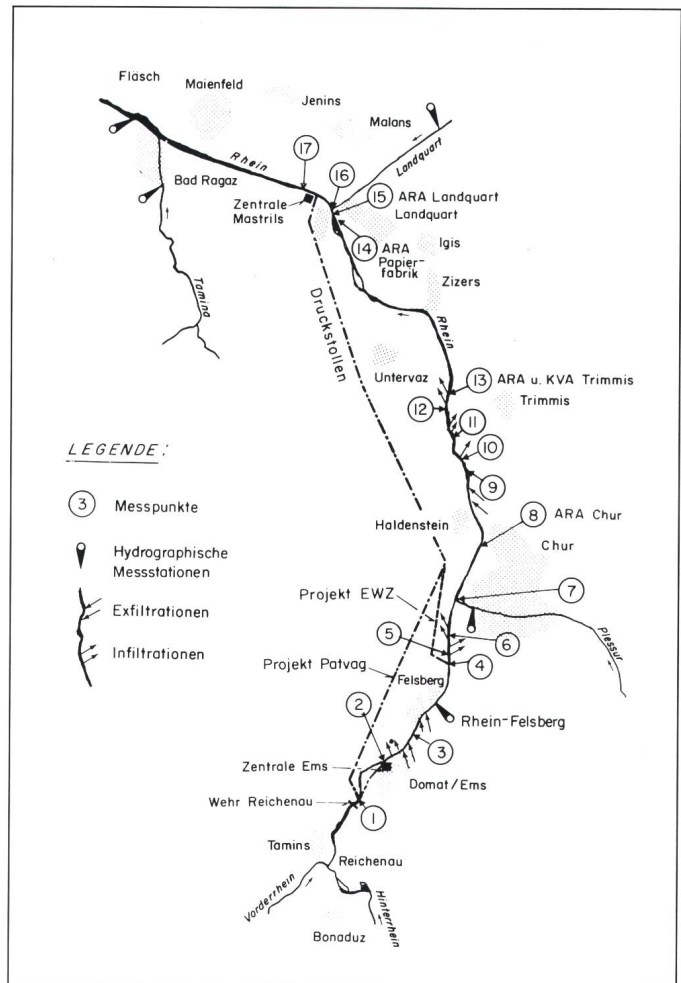 Fläsch
Maienfeld
Jenins
Malans
Landquart
Rhein
17
16
Bad Ragaz
15 ARA Landquart
Landquart
Zentrale
Mastrils
14 ARA
Papier-
fabrik
Igis
Zizers
Tamina
Druckstollen
Rhein
Untervaz
13 ARA u. KVA Trimmis
Trimmis
12
11
10
9
LEGENDE:
3 Messpunkte
Hydrographische
Messstationen
Exfiltrationen
Infiltrationen
Haldenstein
8 ARA Chur
Chur
Projekt EWZ
7
Plessur
6
5
4
Projekt Patvag
Felsberg
2
Rhein-Felsberg
3
Zentrale Ems
Domat/Ems
Wehr Reichenau
1
Tamins
Reichenau
Vorderrhein
Hinterrhein
Bonaduz